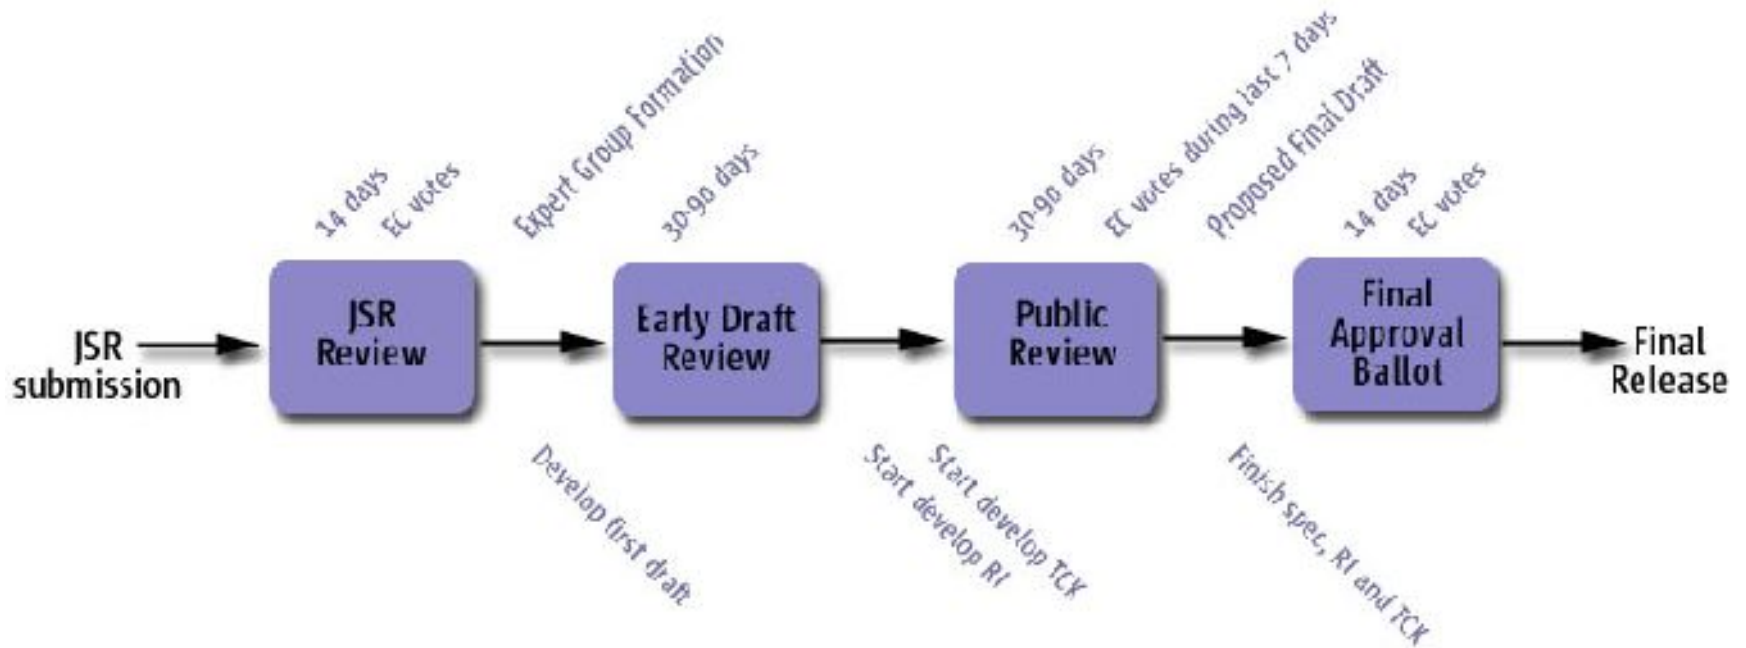 JSR
submission
14 days
EC votes
JSR
Review
Expert Group Formation
Develop first draft
30-90 days
Early Draft
Review
Start develop RI
Start develop TCK
30-90 days
EC votes during last 7 days
Public
Review
Proposed Final Draft
Finish spec, RI and TCK
14 days
EC votes
Final
Approval
Ballot
Final
Release